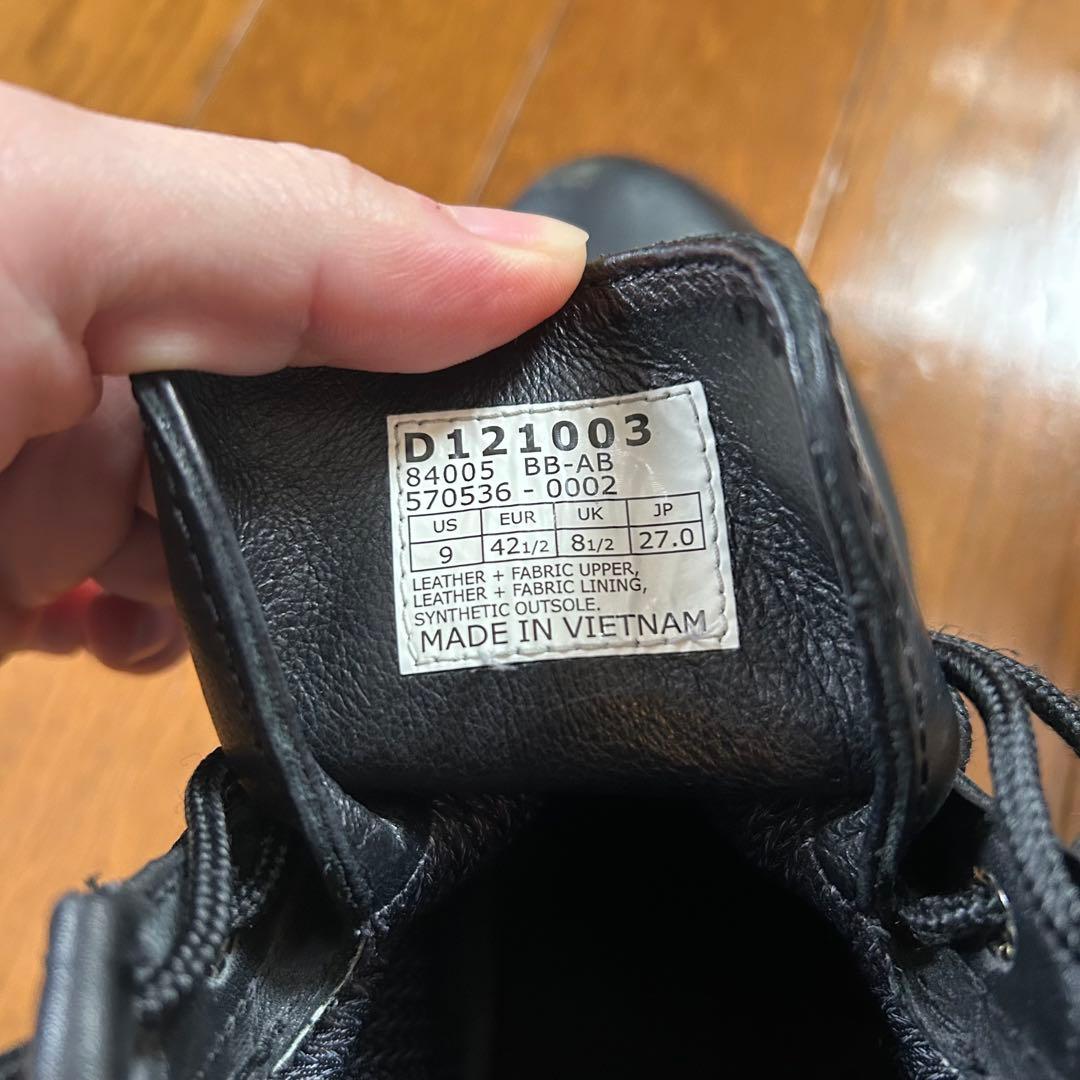 D121003
84005 BB-AB
570536 - 0002
US EUR UK JP
9 42 1/2 8 1/2 27.0
LEATHER + FABRIC UPPER,
LEATHER + FABRIC LINING,
SYNTHETIC OUTSOLE.
MADE IN VIETNAM